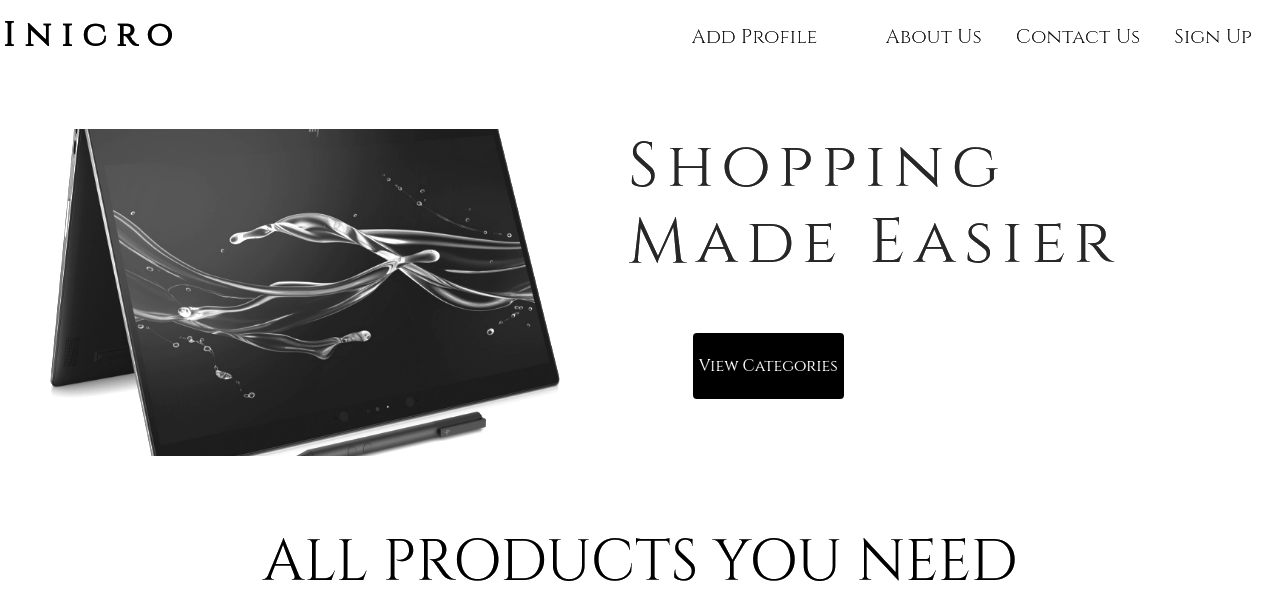 Inicro
Add Profile
About Us
Contact Us
Sign Up
Shopping
Made Easier
View Categories
ALL PRODUCTS YOU NEED